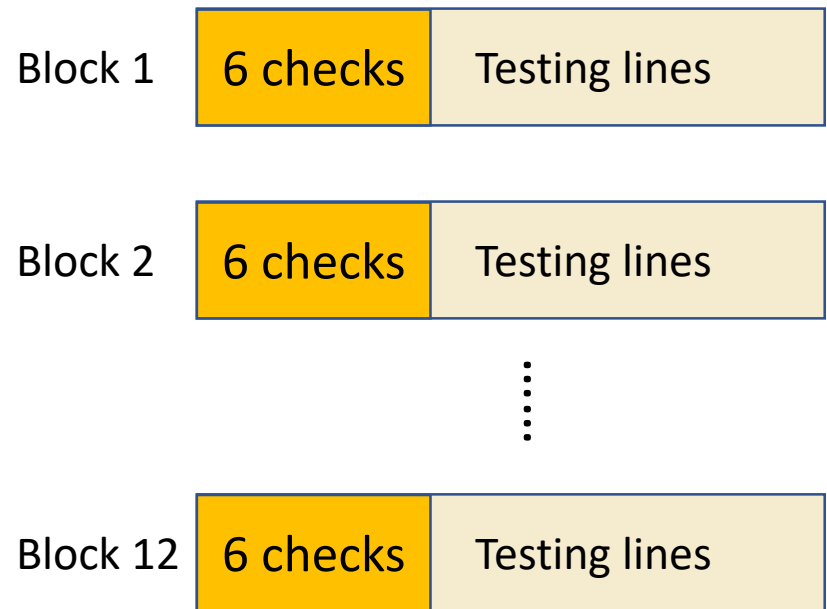 Block 1 6 checks Testing lines
Block 2 6 checks Testing lines
Block 12 6 checks Testing lines